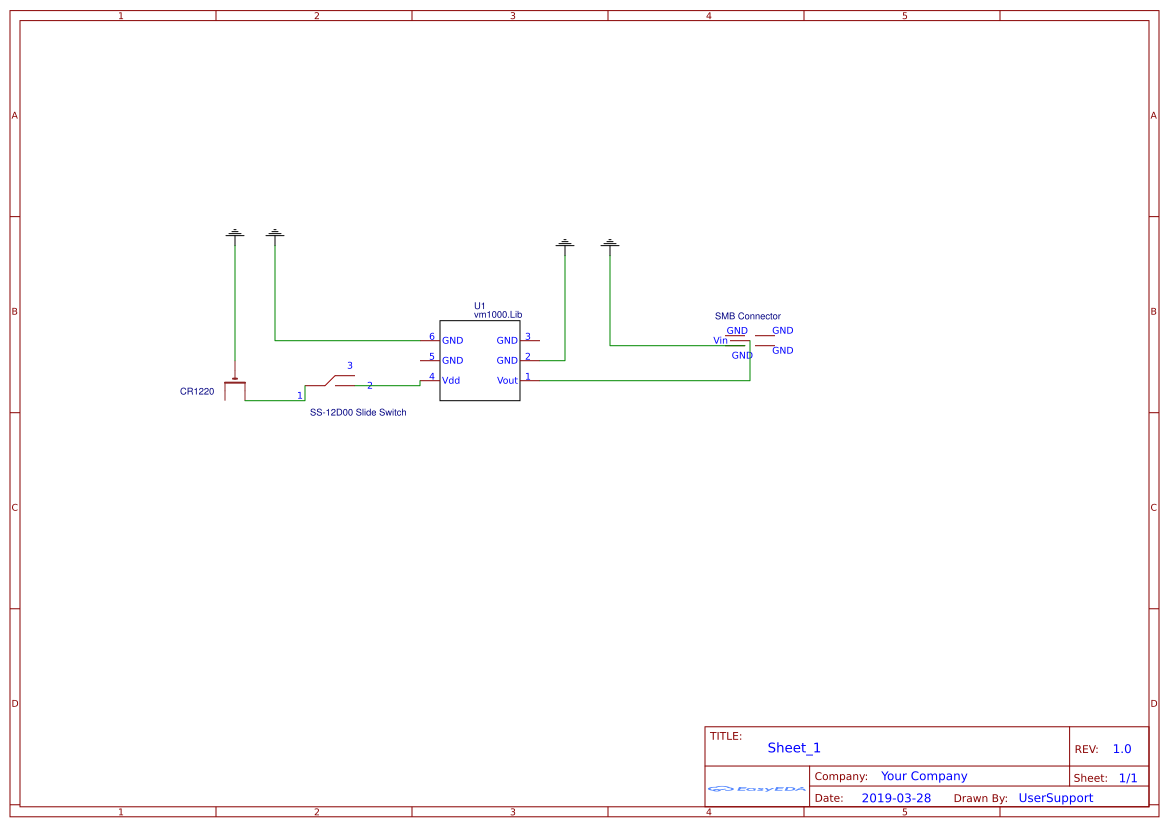 1 2 3 4 5
A A
U1
vm1000.Lib
SMB Connector
6 GND GND 3
GND GND
Vin
5 GND GND 2
GND GND
3
4 Vdd Vout 1
2
CR1220
1
SS-12D00 Slide Switch
B B
C C
D D
TITLE:
Sheet_1
REV: 1.0
Company: Your Company
Sheet: 1/1
EasyEDA
Date: 2019-03-28 Drawn By: UserSupport
1 2 3 4 5